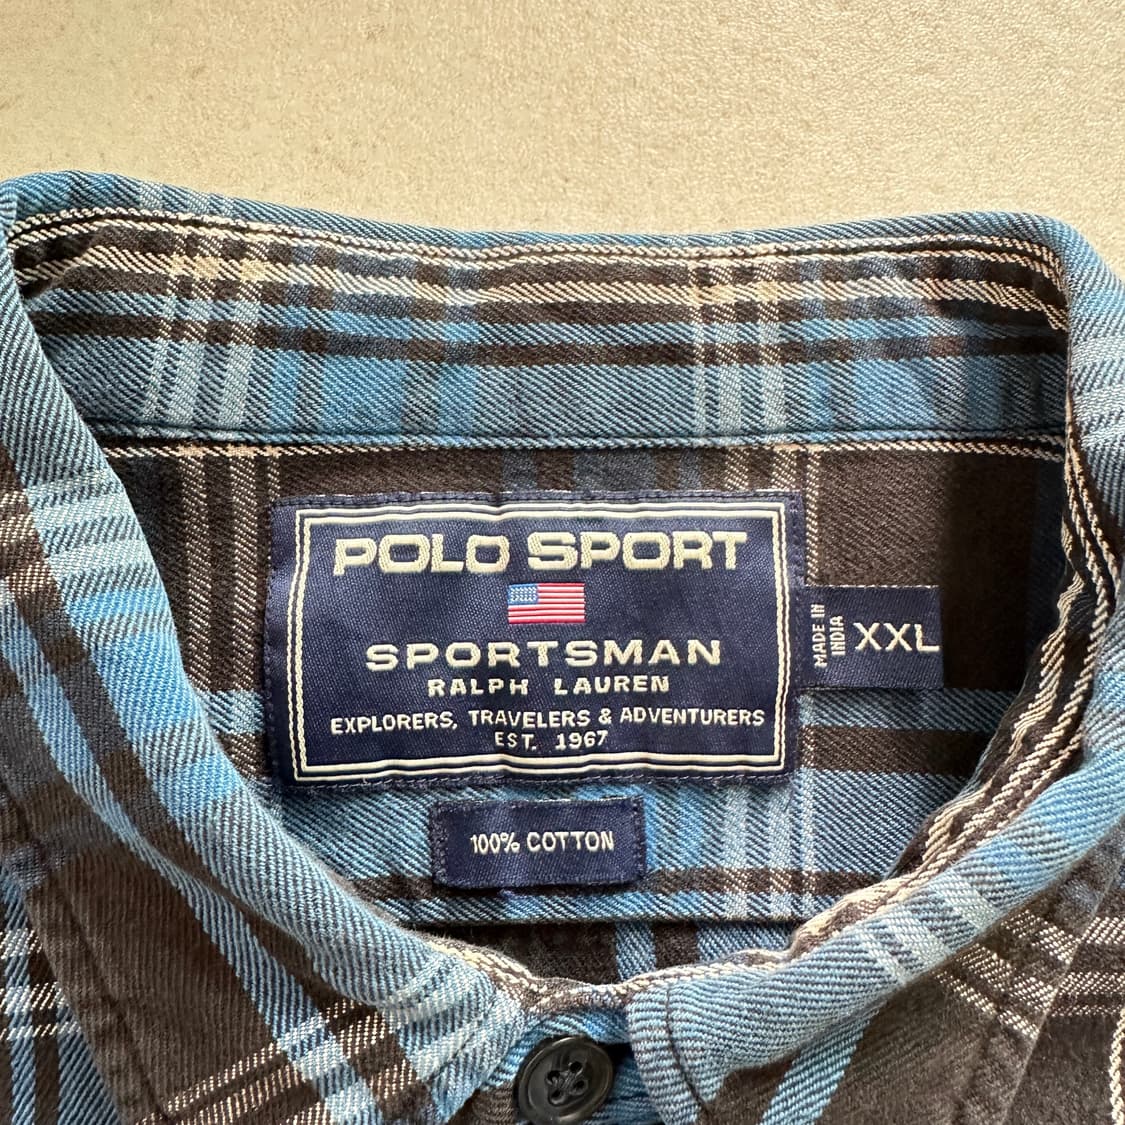 POLO SPORT
SPORTSMAN
RALPH LAUREN
EXPLORERS, TRAVELERS & ADVENTURERS
EST. 1967
MADE IN
INDIA
XXL
100% COTTON